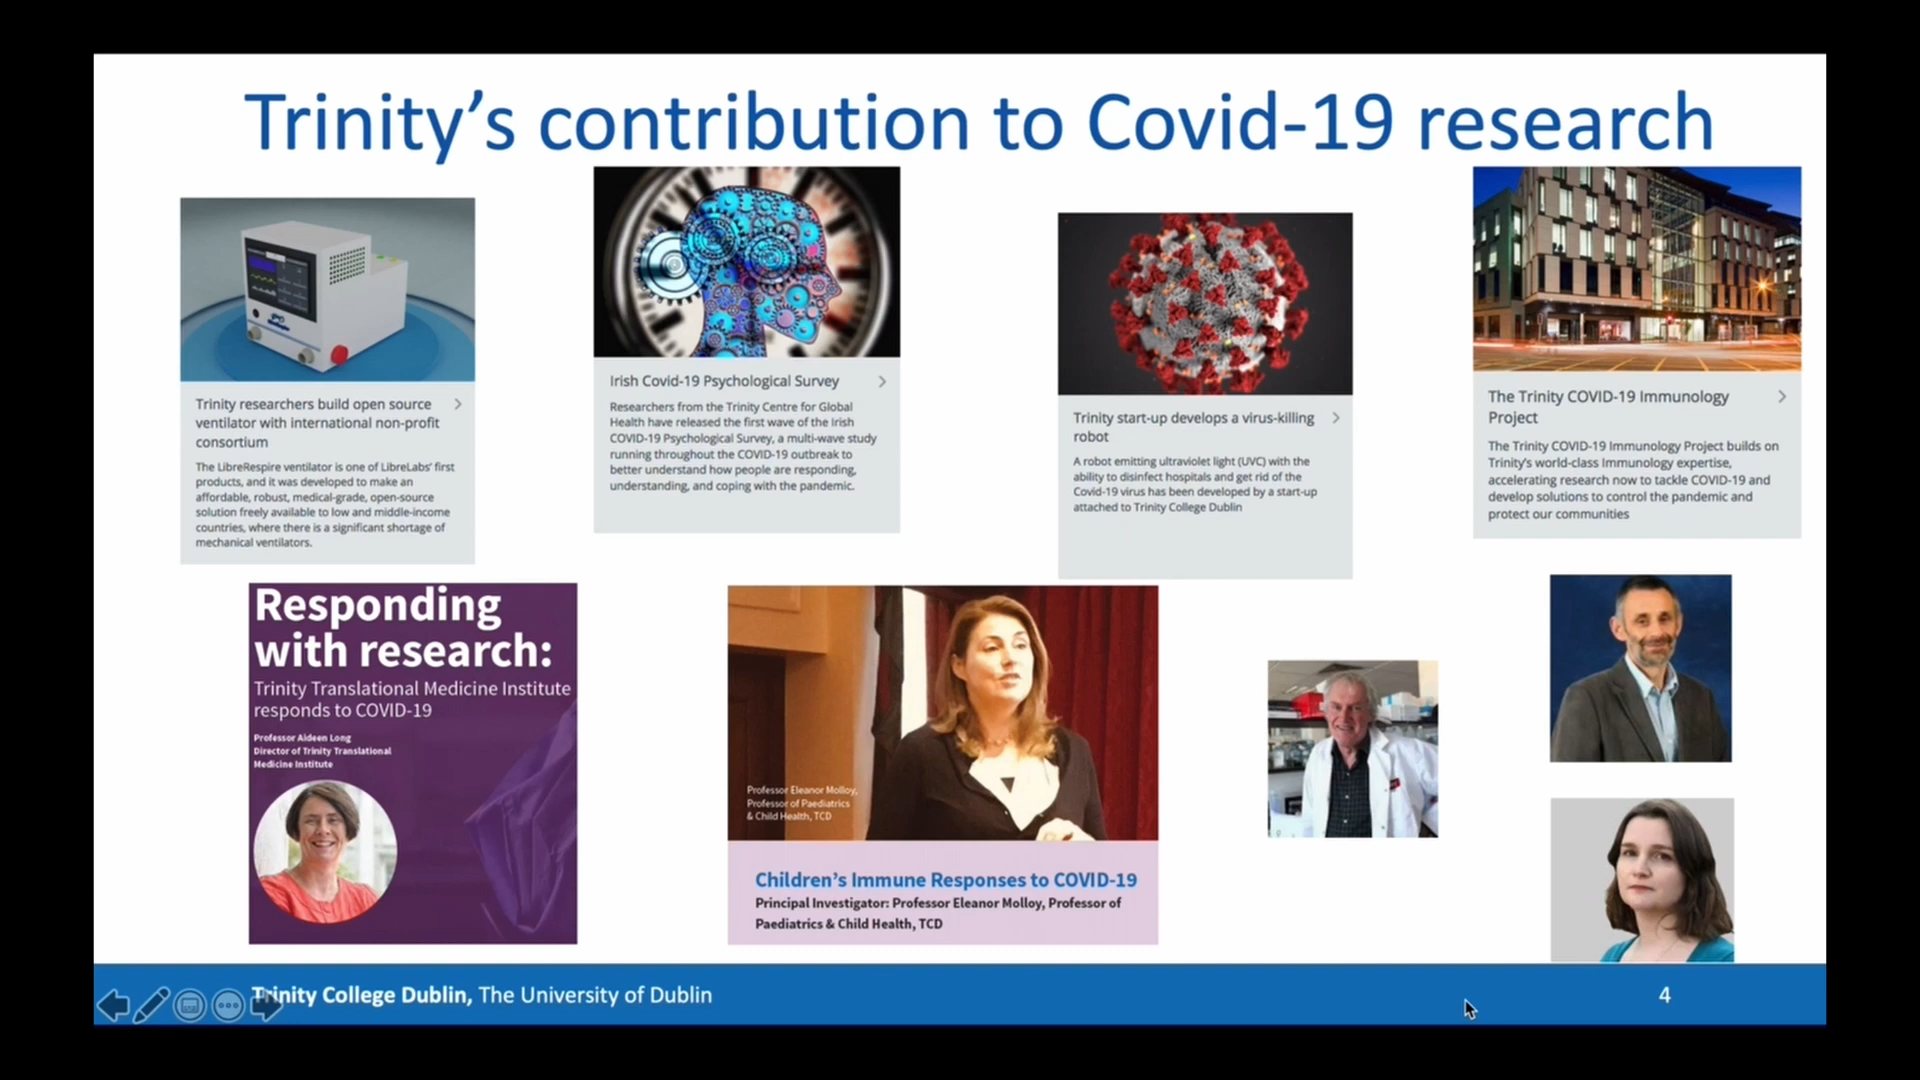 Trinity’s contribution to Covid-19 research
Trinity researchers build open source
ventilator with international non-profit
consortium
The LibreRespire ventilator is one of LibreLabs’ first
products, and it was developed to make an
affordable, robust, medical-grade, open-source
solution freely available to low and middle-income
countries, where there is a significant shortage of
mechanical ventilators.
Irish Covid-19 Psychological Survey
Researchers from the Trinity Centre for Global
Health have released the first wave of the Irish
COVID-19 Psychological Survey, a multi-wave study
running throughout the COVID-19 outbreak to
better understand how people are responding,
understanding, and coping with the pandemic.
Trinity start-up develops a virus-killing
robot
A robot emitting ultraviolet light (UVC) with the
ability to disinfect hospitals and get rid of the
Covid-19 virus has been developed by a start-up
attached to Trinity College Dublin
The Trinity COVID-19 Immunology
Project
The Trinity COVID-19 Immunology Project builds on
Trinity’s world-class Immunology expertise,
accelerating research now to tackle COVID-19 and
develop solutions to control the pandemic and
protect our communities
Responding
with research:
Trinity Translational Medicine Institute
responds to COVID-19
Professor Aideen Long
Director of Trinity Translational
Medicine Institute
Professor Eleanor Molloy,
Professor of Paediatrics
& Child Health, TCD
Children’s Immune Responses to COVID-19
Principal Investigator: Professor Eleanor Molloy, Professor of
Paediatrics & Child Health, TCD
Trinity College Dublin, The University of Dublin
4